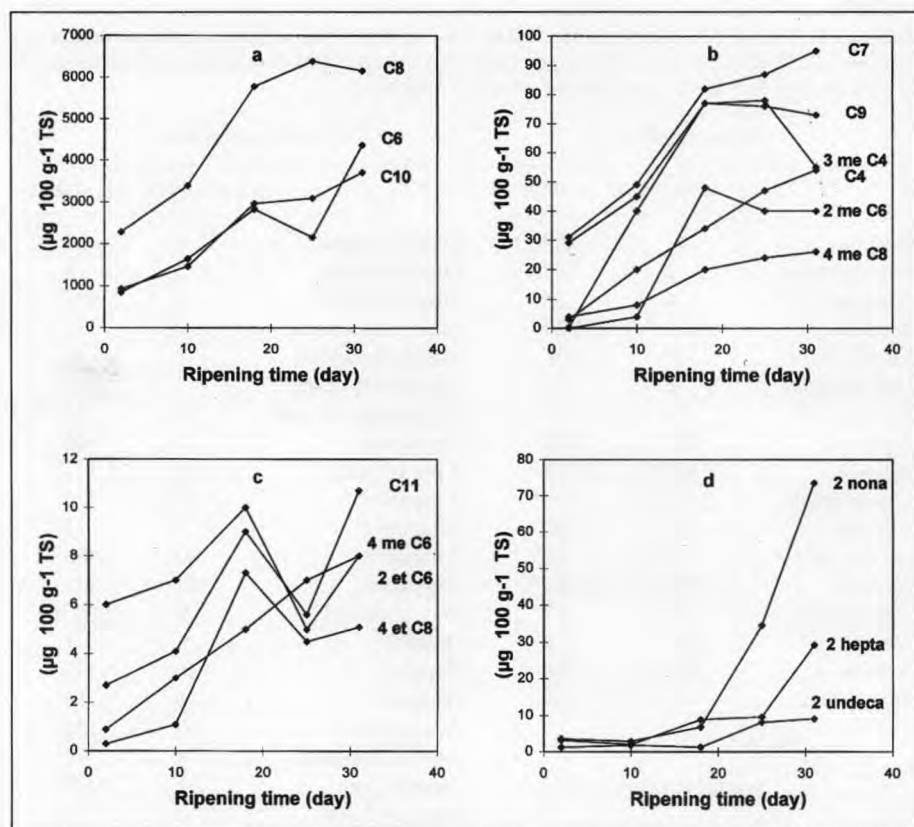 a
7000
6000
5000
4000
3000
2000
1000
0
(µg 100 g-1 TS)
C8
C6
C10
0 10 20 30 40
Ripening time (day)
b
100
90
80
70
60
50
40
30
20
10
0
(µg 100 g-1 TS)
C7
C9
3 me C4
C4
2 me C6
4 me C8
0 10 20 30 40
Ripening time (day)
c
12
10
8
6
4
2
0
(µg 100 g-1 TS)
C11
4 me C6
2 et C6
4 et C8
0 10 20 30 40
Ripening time (day)
d
80
70
60
50
40
30
20
10
0
(µg 100 g-1 TS)
2 nona
2 hepta
2 undeca
0 10 20 30 40
Ripening time (day)